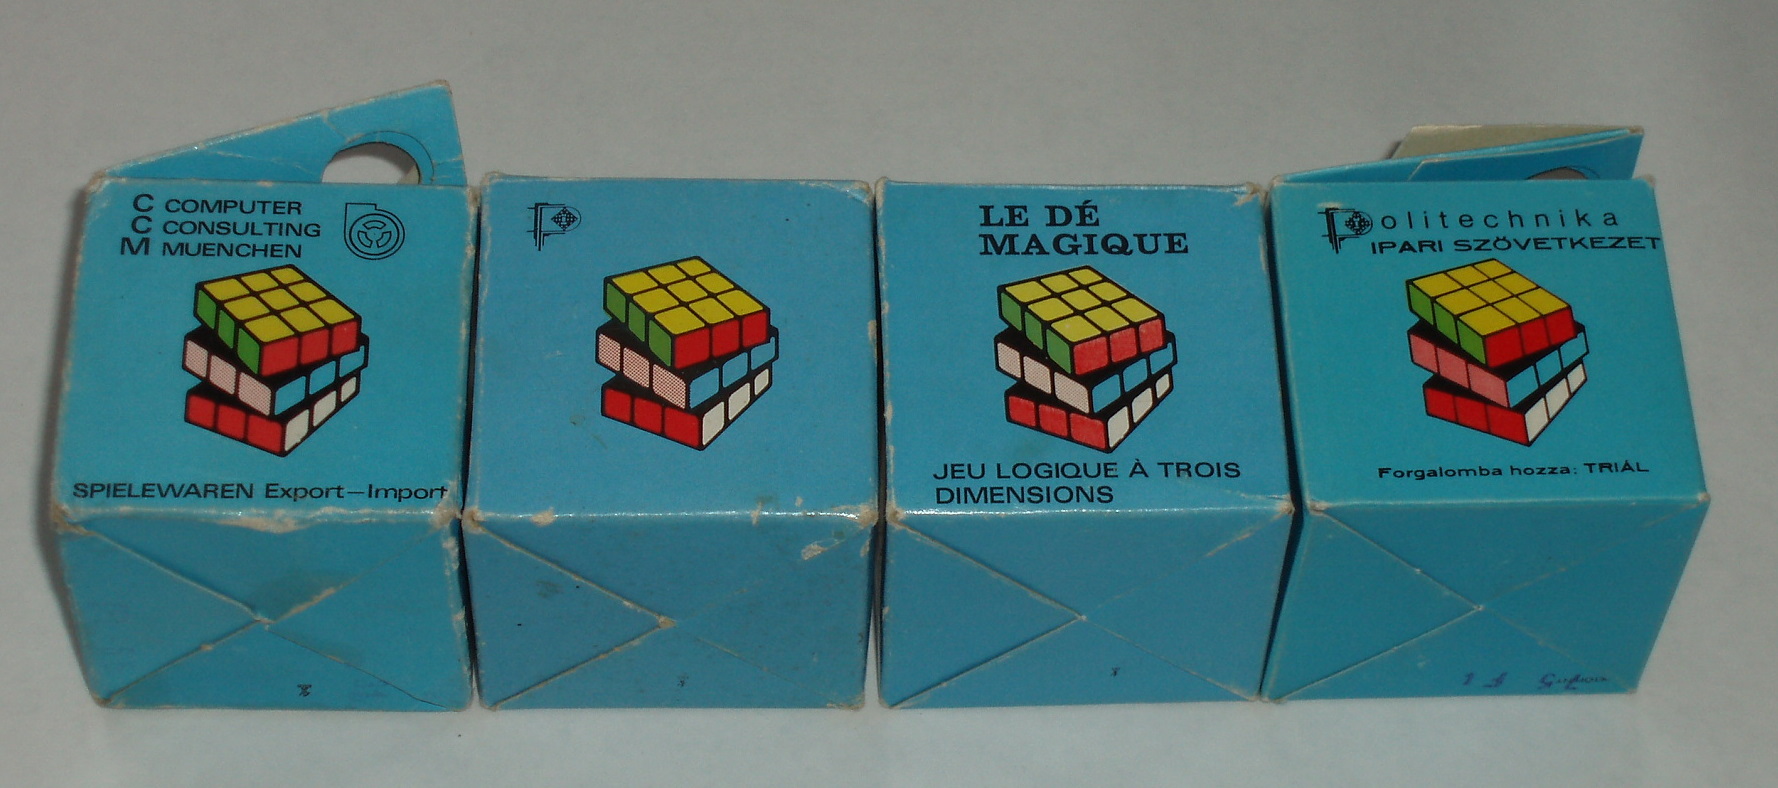 C COMPUTER
C CONSULTING
M MUENCHEN
SPIELEWAREN Export–Import
P
LE DÉ
MAGIQUE
JEU LOGIQUE À TROIS
DIMENSIONS
Politechnika
IPARI SZÖVETKEZET
Forgalomba hozza: TRIÁL